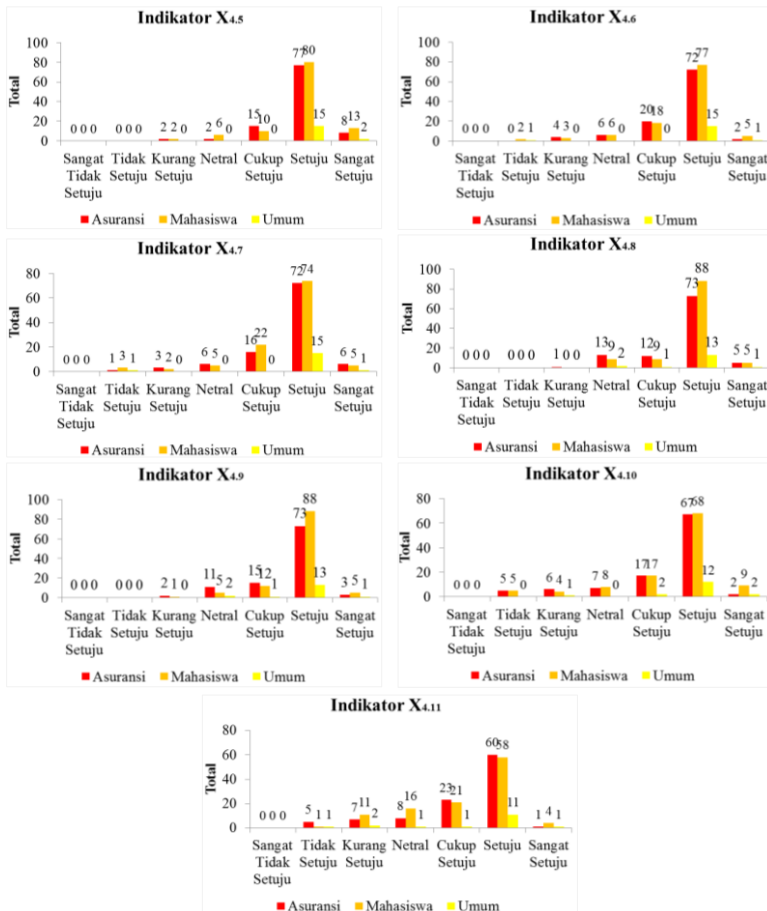 Indikator X4.5
Total
100
80
60
40
20
0
0 0 0 0 0 0 2 2 0 2 6 0 15 10 0 77 80 15 8 13 2
Sangat Tidak Kurang Netral Cukup Setuju Sangat
Tidak Setuju Setuju Setuju Setuju
Setuju
Asuransi Mahasiswa Umum
Indikator X4.6
Total
100
80
60
40
20
0
0 0 0 0 2 1 4 3 0 6 6 0 20 18 0 72 77 15 2 5 1
Sangat Tidak Kurang Netral Cukup Setuju Sangat
Tidak Setuju Setuju Setuju Setuju
Setuju
Asuransi Mahasiswa Umum
Indikator X4.7
Total
80
60
40
20
0
0 0 0 1 3 1 3 2 0 6 5 0 16 22 0 72 74 15 6 5 1
Sangat Tidak Kurang Netral Cukup Setuju Sangat
Tidak Setuju Setuju Setuju Setuju
Setuju
Asuransi Mahasiswa Umum
Indikator X4.8
Total
100
80
60
40
20
0
0 0 0 0 0 0 1 0 0 13 9 2 12 9 1 73 88 13 5 5 1
Sangat Tidak Kurang Netral Cukup Setuju Sangat
Tidak Setuju Setuju Setuju Setuju
Setuju
Asuransi Mahasiswa Umum
Indikator X4.9
Total
100
80
60
40
20
0
0 0 0 0 0 0 2 1 0 11 5 2 15 12 1 73 88 13 3 5 1
Sangat Tidak Kurang Netral Cukup Setuju Sangat
Tidak Setuju Setuju Setuju Setuju
Setuju
Asuransi Mahasiswa Umum
Indikator X4.10
Total
80
60
40
20
0
0 0 0 5 5 0 6 4 1 7 8 0 17 17 2 67 68 12 2 9 2
Sangat Tidak Kurang Netral Cukup Setuju Sangat
Tidak Setuju Setuju Setuju Setuju
Setuju
Asuransi Mahasiswa Umum
Indikator X4.11
Total
80
60
40
20
0
0 0 0 5 1 1 7 11 2 8 16 1 23 21 1 60 58 11 1 4 1
Sangat Tidak Kurang Netral Cukup Setuju Sangat
Tidak Setuju Setuju Setuju Setuju
Setuju
Asuransi Mahasiswa Umum